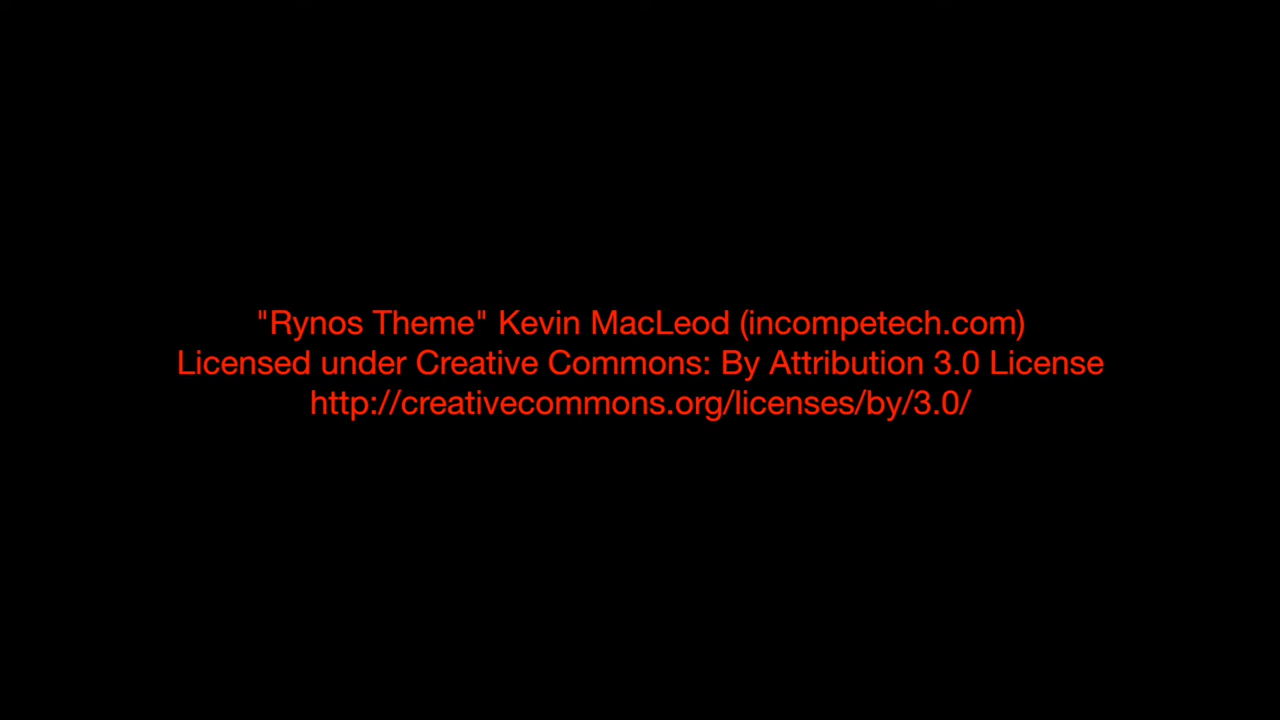 "Rynos Theme" Kevin MacLeod (incompetech.com)
Licensed under Creative Commons: By Attribution 3.0 License
http://creativecommons.org/licenses/by/3.0/